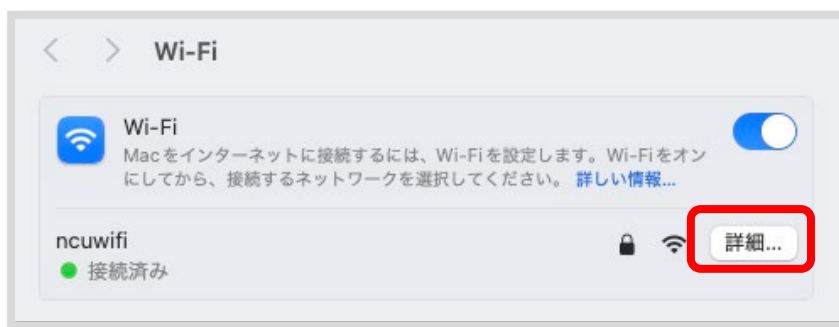 Wi-Fi
Wi-Fi
Macをインターネットに接続するには、Wi-Fiを設定します。Wi-Fiをオン
にしてから、接続するネットワークを選択してください。 詳しい情報...
ncuwifi
詳細...
接続済み